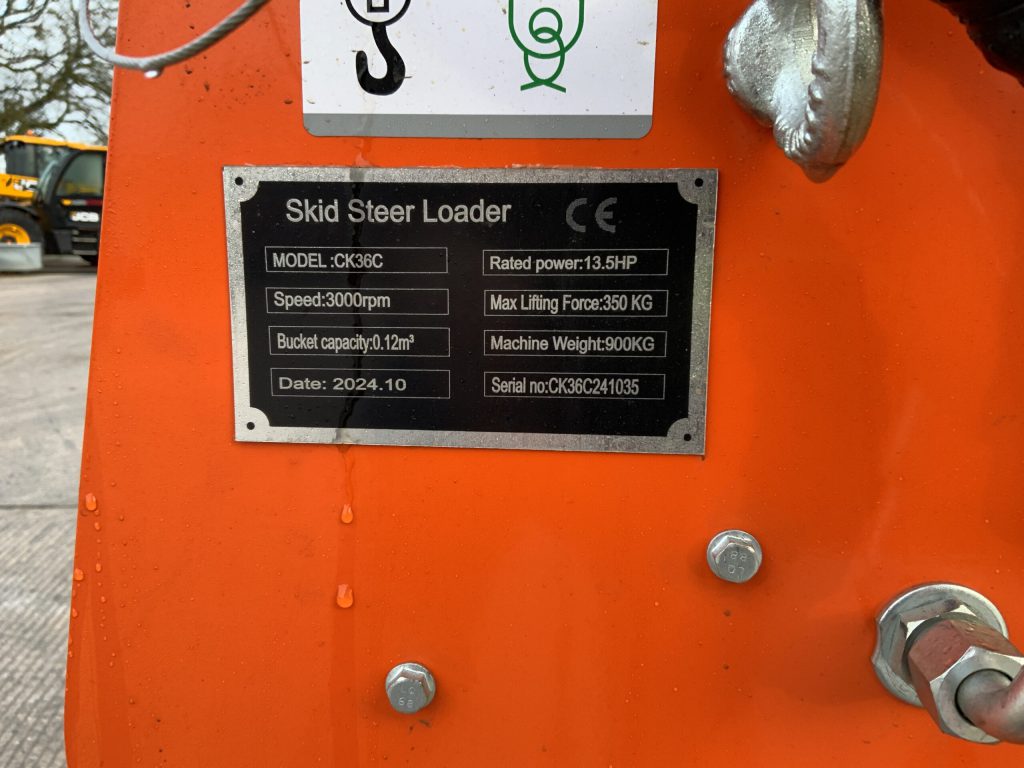 Skid Steer Loader CE
MODEL :CK36C
Rated power:13.5HP
Speed:3000rpm
Max Lifting Force:350 KG
Bucket capacity:0.12m³
Machine Weight:900KG
Date: 2024.10
Serial no:CK36C241035
JCB